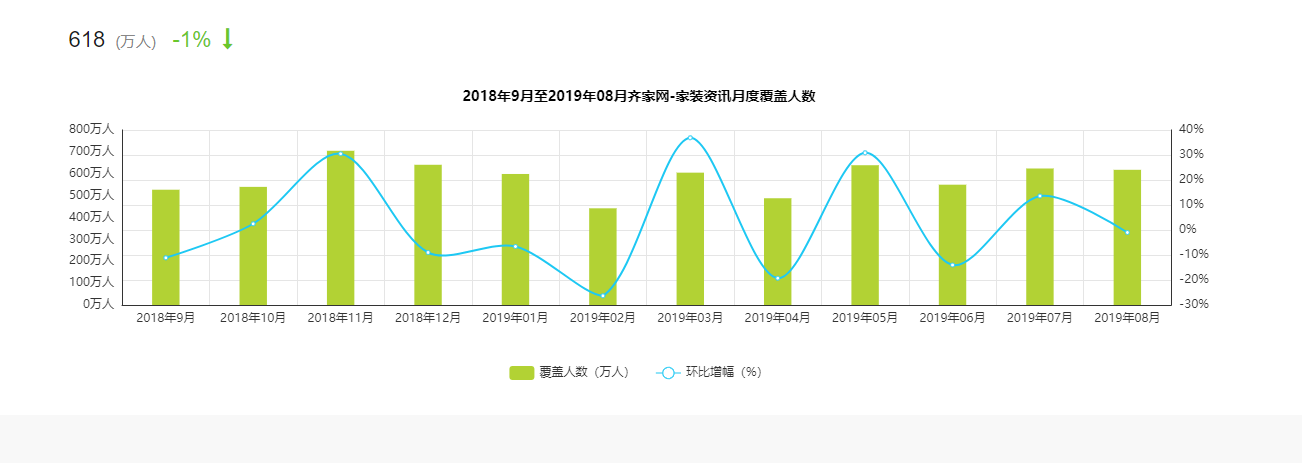 618 (万人) -1%
2018年9月至2019年08月齐家网-家装资讯月度覆盖人数
800万人
700万人
600万人
500万人
400万人
300万人
200万人
100万人
0万人
40%
30%
20%
10%
0%
-10%
-20%
-30%
2018年9月 2018年10月 2018年11月 2018年12月 2019年01月 2019年02月 2019年03月 2019年04月 2019年05月 2019年06月 2019年07月 2019年08月
覆盖人数（万人） 环比增幅（%）